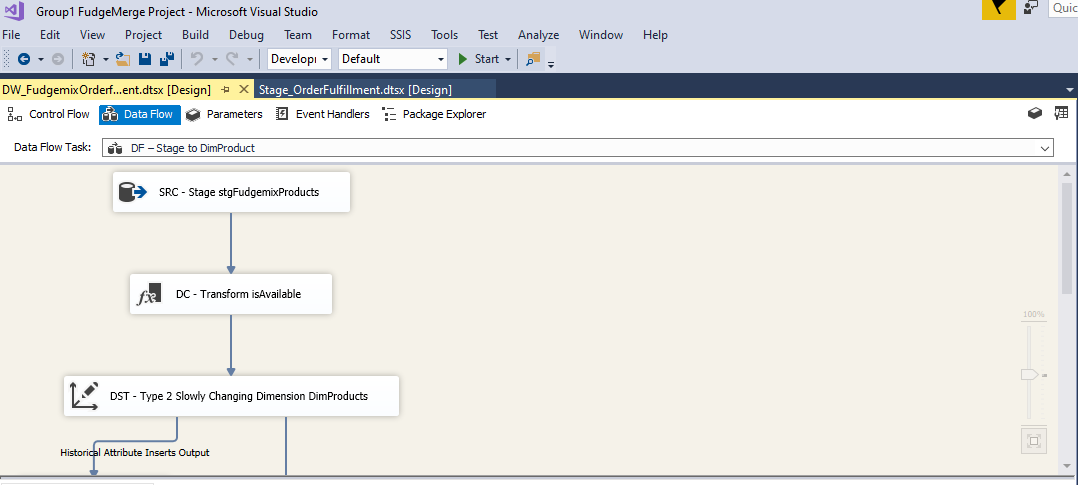 Group1 FudgeMerge Project - Microsoft Visual Studio
Quic
File Edit View Project Build Debug Team Format SSIS Tools Test Analyze Window Help
Develop Default Start
DW_FudgemixOrderf...ent.dtsx [Design] Stage_OrderFulfillment.dtsx [Design]
Control Flow Data Flow Parameters Event Handlers Package Explorer
Data Flow Task: DF – Stage to DimProduct
SRC - Stage stgFudgemixProducts
fx DC - Transform isAvailable
100%
DST - Type 2 Slowly Changing Dimension DimProducts
Historical Attribute Inserts Output